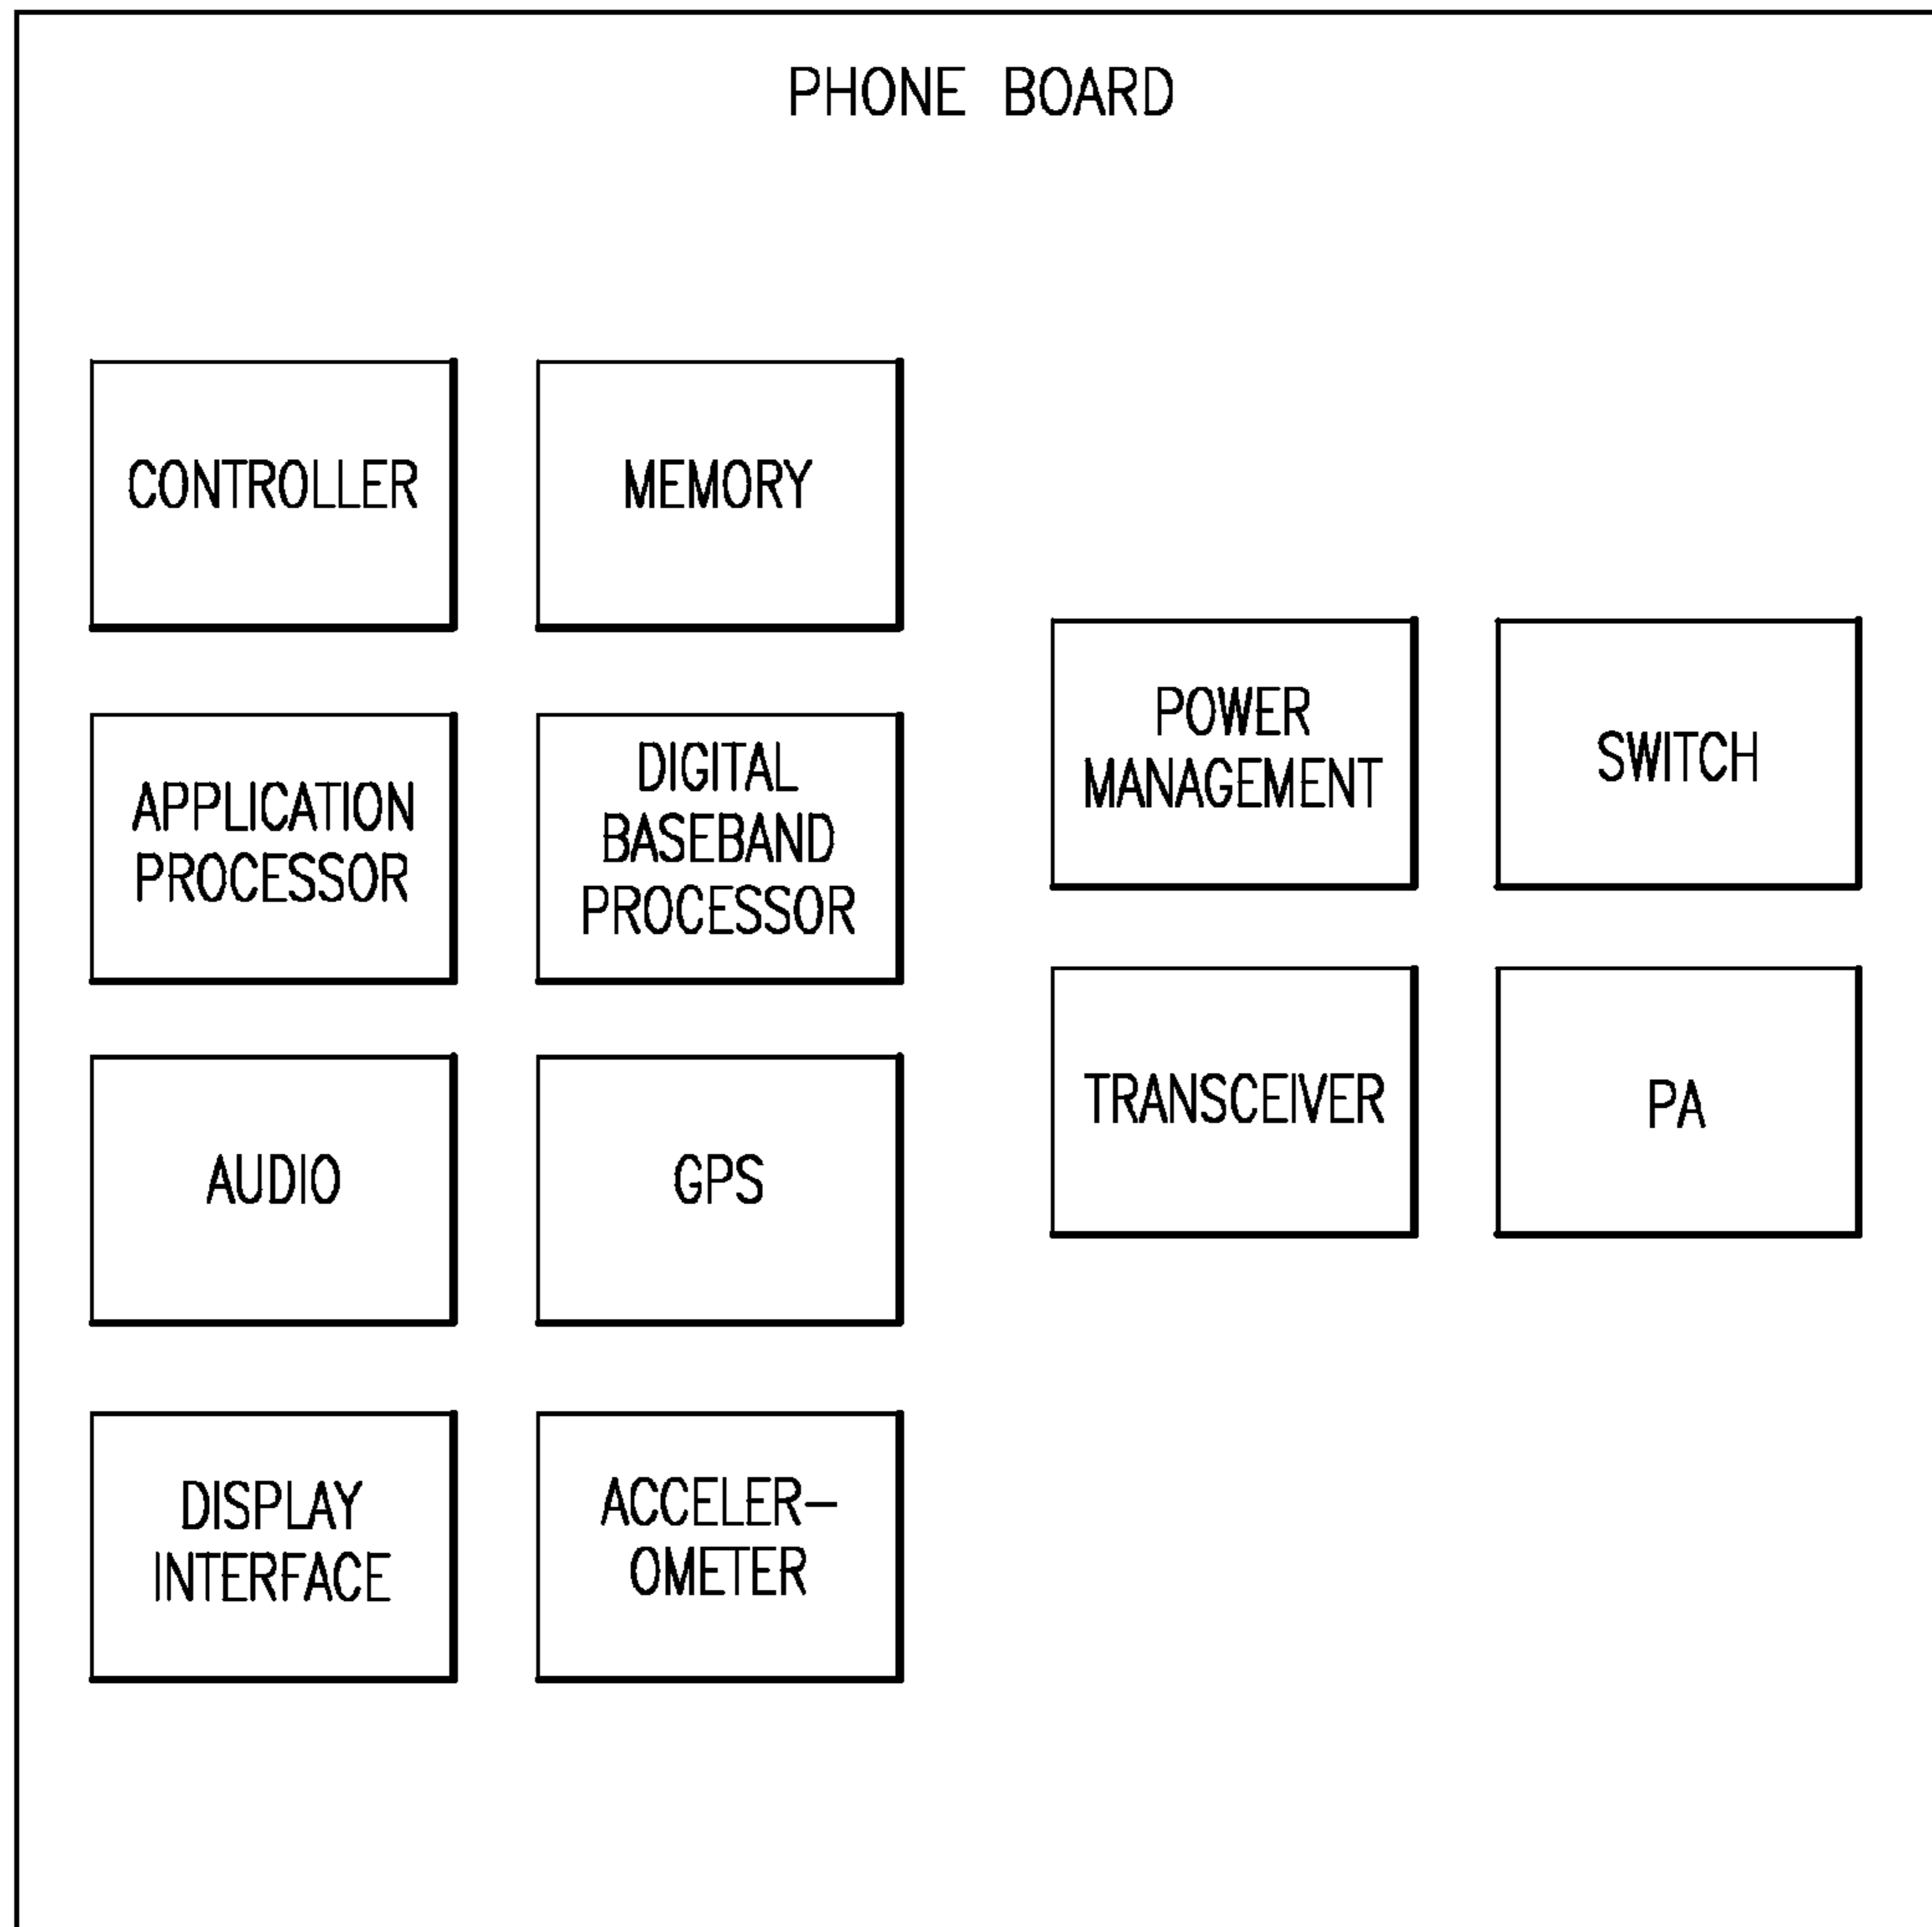 PHONE BOARD
CONTROLLER
MEMORY
APPLICATION
PROCESSOR
DIGITAL
BASEBAND
PROCESSOR
POWER
MANAGEMENT
SWITCH
AUDIO
GPS
TRANSCEIVER
PA
DISPLAY
INTERFACE
ACCELER-
OMETER